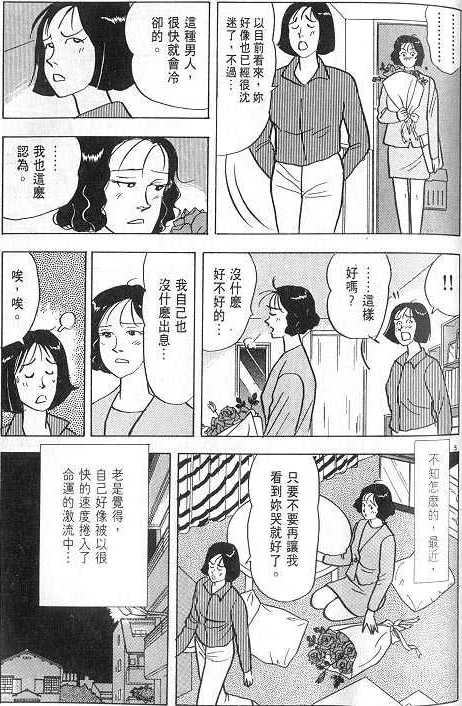 ……
以目前看來，妳
好像也已經很沈
迷了，不過…
這種男人，
很快就會冷
卻的。
……
我也這麼
認為。
!!
……這樣
好嗎？
沒什麼
好不好的…
我自己也
沒什麼出息…
唉，唉。
5
不知怎麼的，最近，
只要不要再讓我
看到妳哭就好了。
老是覺得，
自己好像被以很
快的速度捲入了
命運的激流中…